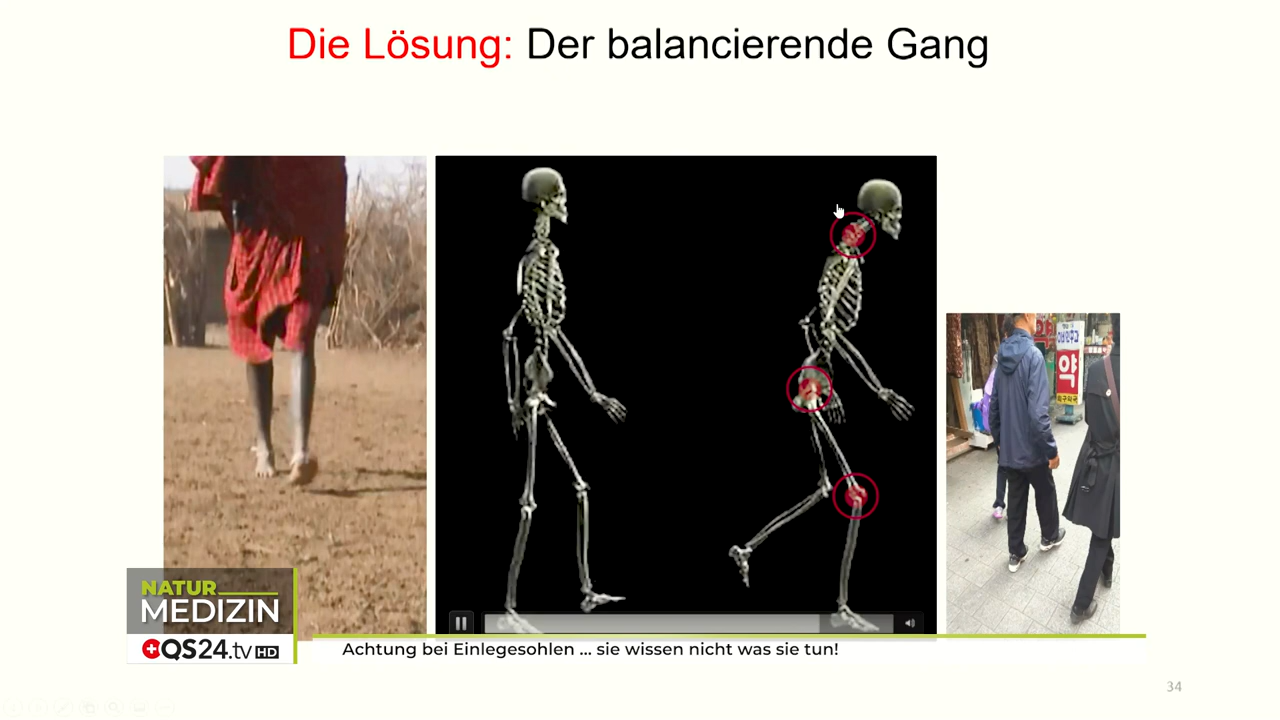 Die Lösung: Der balancierende Gang
약
NATUR
MEDIZIN
QS24.tv HD
Achtung bei Einlegesohlen ... sie wissen nicht was sie tun!
34